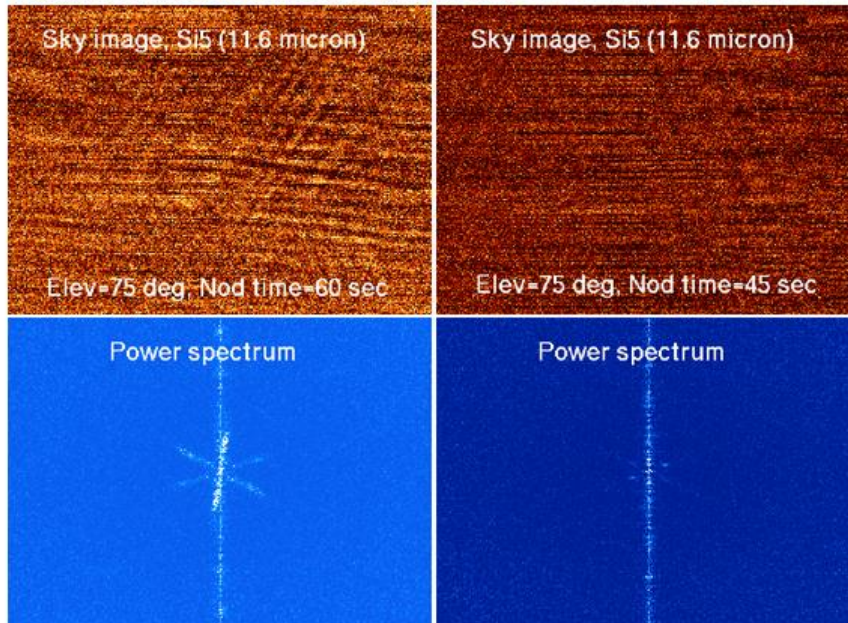 Sky image, Si5 (11.6 micron)
Elev=75 deg, Nod time=60 sec
Sky image, Si5 (11.6 micron)
Elev=75 deg, Nod time=45 sec
Power spectrum
Power spectrum